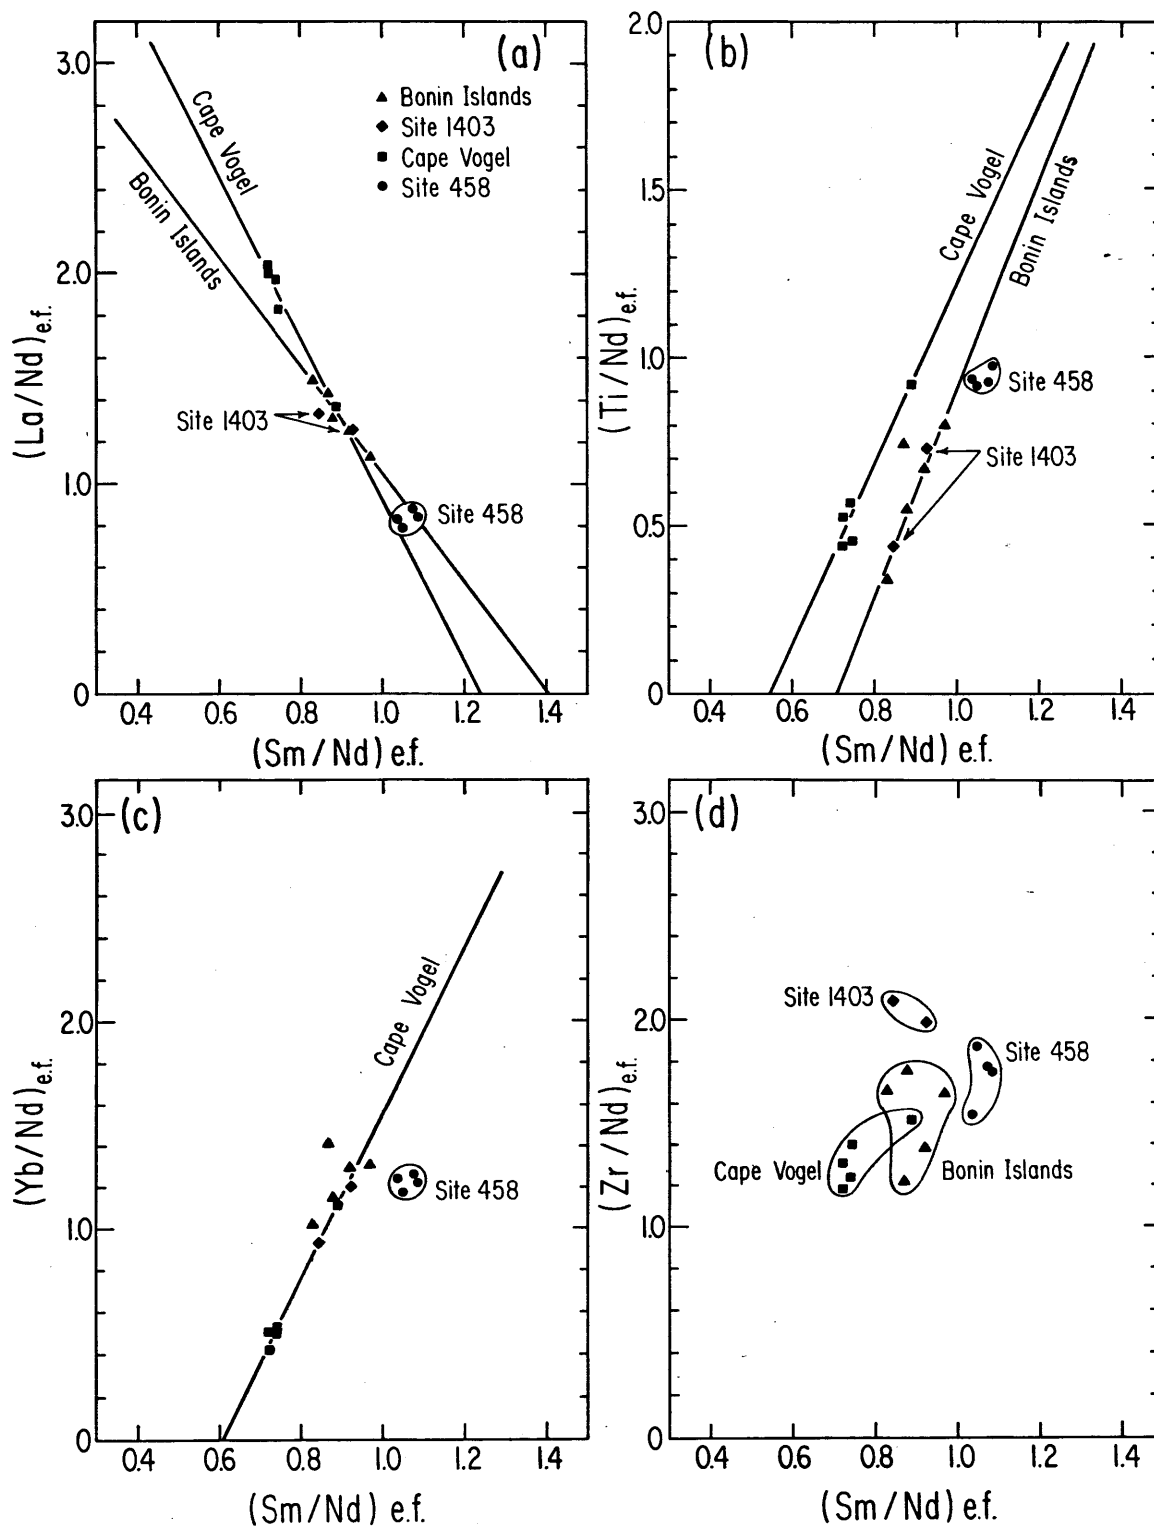 (a)
3.0
2.0
1.0
0
(La/Nd)e.f.
Cape Vogel
Bonin Islands
Bonin Islands
Site 1403
Cape Vogel
Site 458
Site 1403
Site 458
0.4 0.6 0.8 1.0 1.2 1.4
(Sm/Nd) e.f.
(b)
2.0
1.5
1.0
0.5
0
(Ti/Nd)e.f.
Cape Vogel
Bonin Islands
Site 458
Site 1403
0.4 0.6 0.8 1.0 1.2 1.4
(Sm/Nd) e.f.
(c)
3.0
2.0
1.0
0
(Yb/Nd)e.f.
Cape Vogel
Site 458
0.4 0.6 0.8 1.0 1.2 1.4
(Sm/Nd) e.f.
(d)
3.0
2.0
1.0
0
(Zr/Nd)e.f.
Site 1403
Site 458
Cape Vogel
Bonin Islands
0.4 0.6 0.8 1.0 1.2 1.4
(Sm/Nd) e.f.